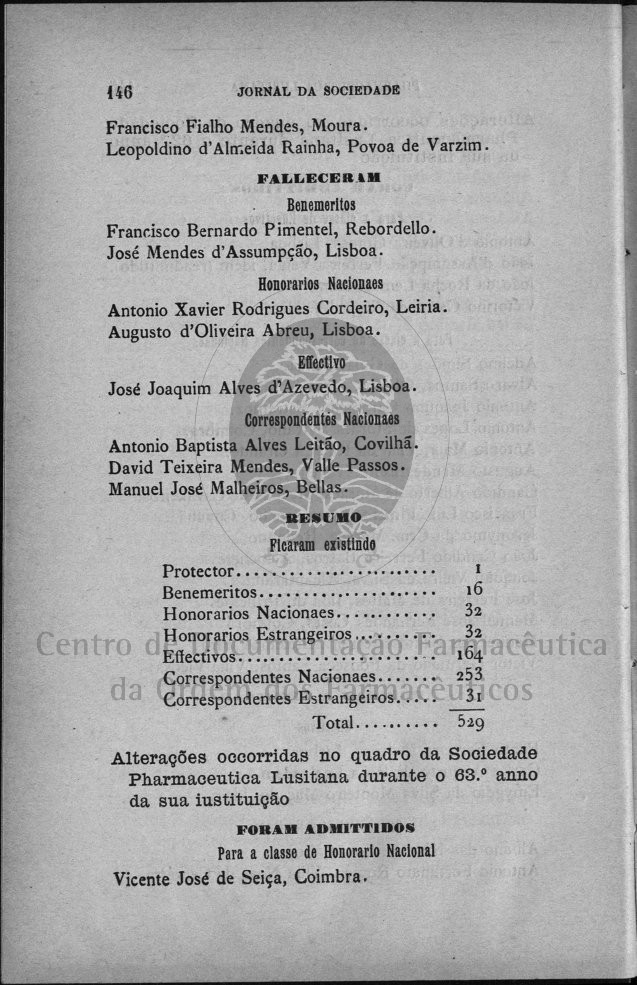 146 JORNAL DA SOCIEDADE
Francisco Fialho Mendes, Moura.
Leopoldino d'Almeida Rainha, Povoa de Varzim.
FALLECERAM
Benemeritos
Francisco Bernardo Pimentel, Rebordello.
José Mendes d'Assumpção, Lisboa.
Honorarios Nacionaes
Antonio Xavier Rodrigues Cordeiro, Leiria.
Augusto d'Oliveira Abreu, Lisboa.
Effectivo
José Joaquim Alves d'Azevedo, Lisboa.
Correspondentes Nacionaes
Antonio Baptista Alves Leitão, Covilhã.
David Teixeira Mendes, Valle Passos.
Manuel José Malheiros, Bellas.
RESUMO
Ficaram existindo
Protector........................ 1
Benemeritos...................... 16
Honorarios Nacionaes............ 32
Honorarios Estrangeiros.......... 32
Centro de Documentação Farmacêutica
Effectivos........................ 164
Correspondentes Nacionaes....... 253
da Ordem dos Farmacêuticos
Correspondentes Estrangeiros..... 31
Total.......... 529
Alterações occorridas no quadro da Sociedade
Pharmaceutica Lusitana durante o 63.º anno
da sua iustituição
FORAM ADMITTIDOS
Para a classe de Honorario Nacional
Vicente José de Seiça, Coimbra.